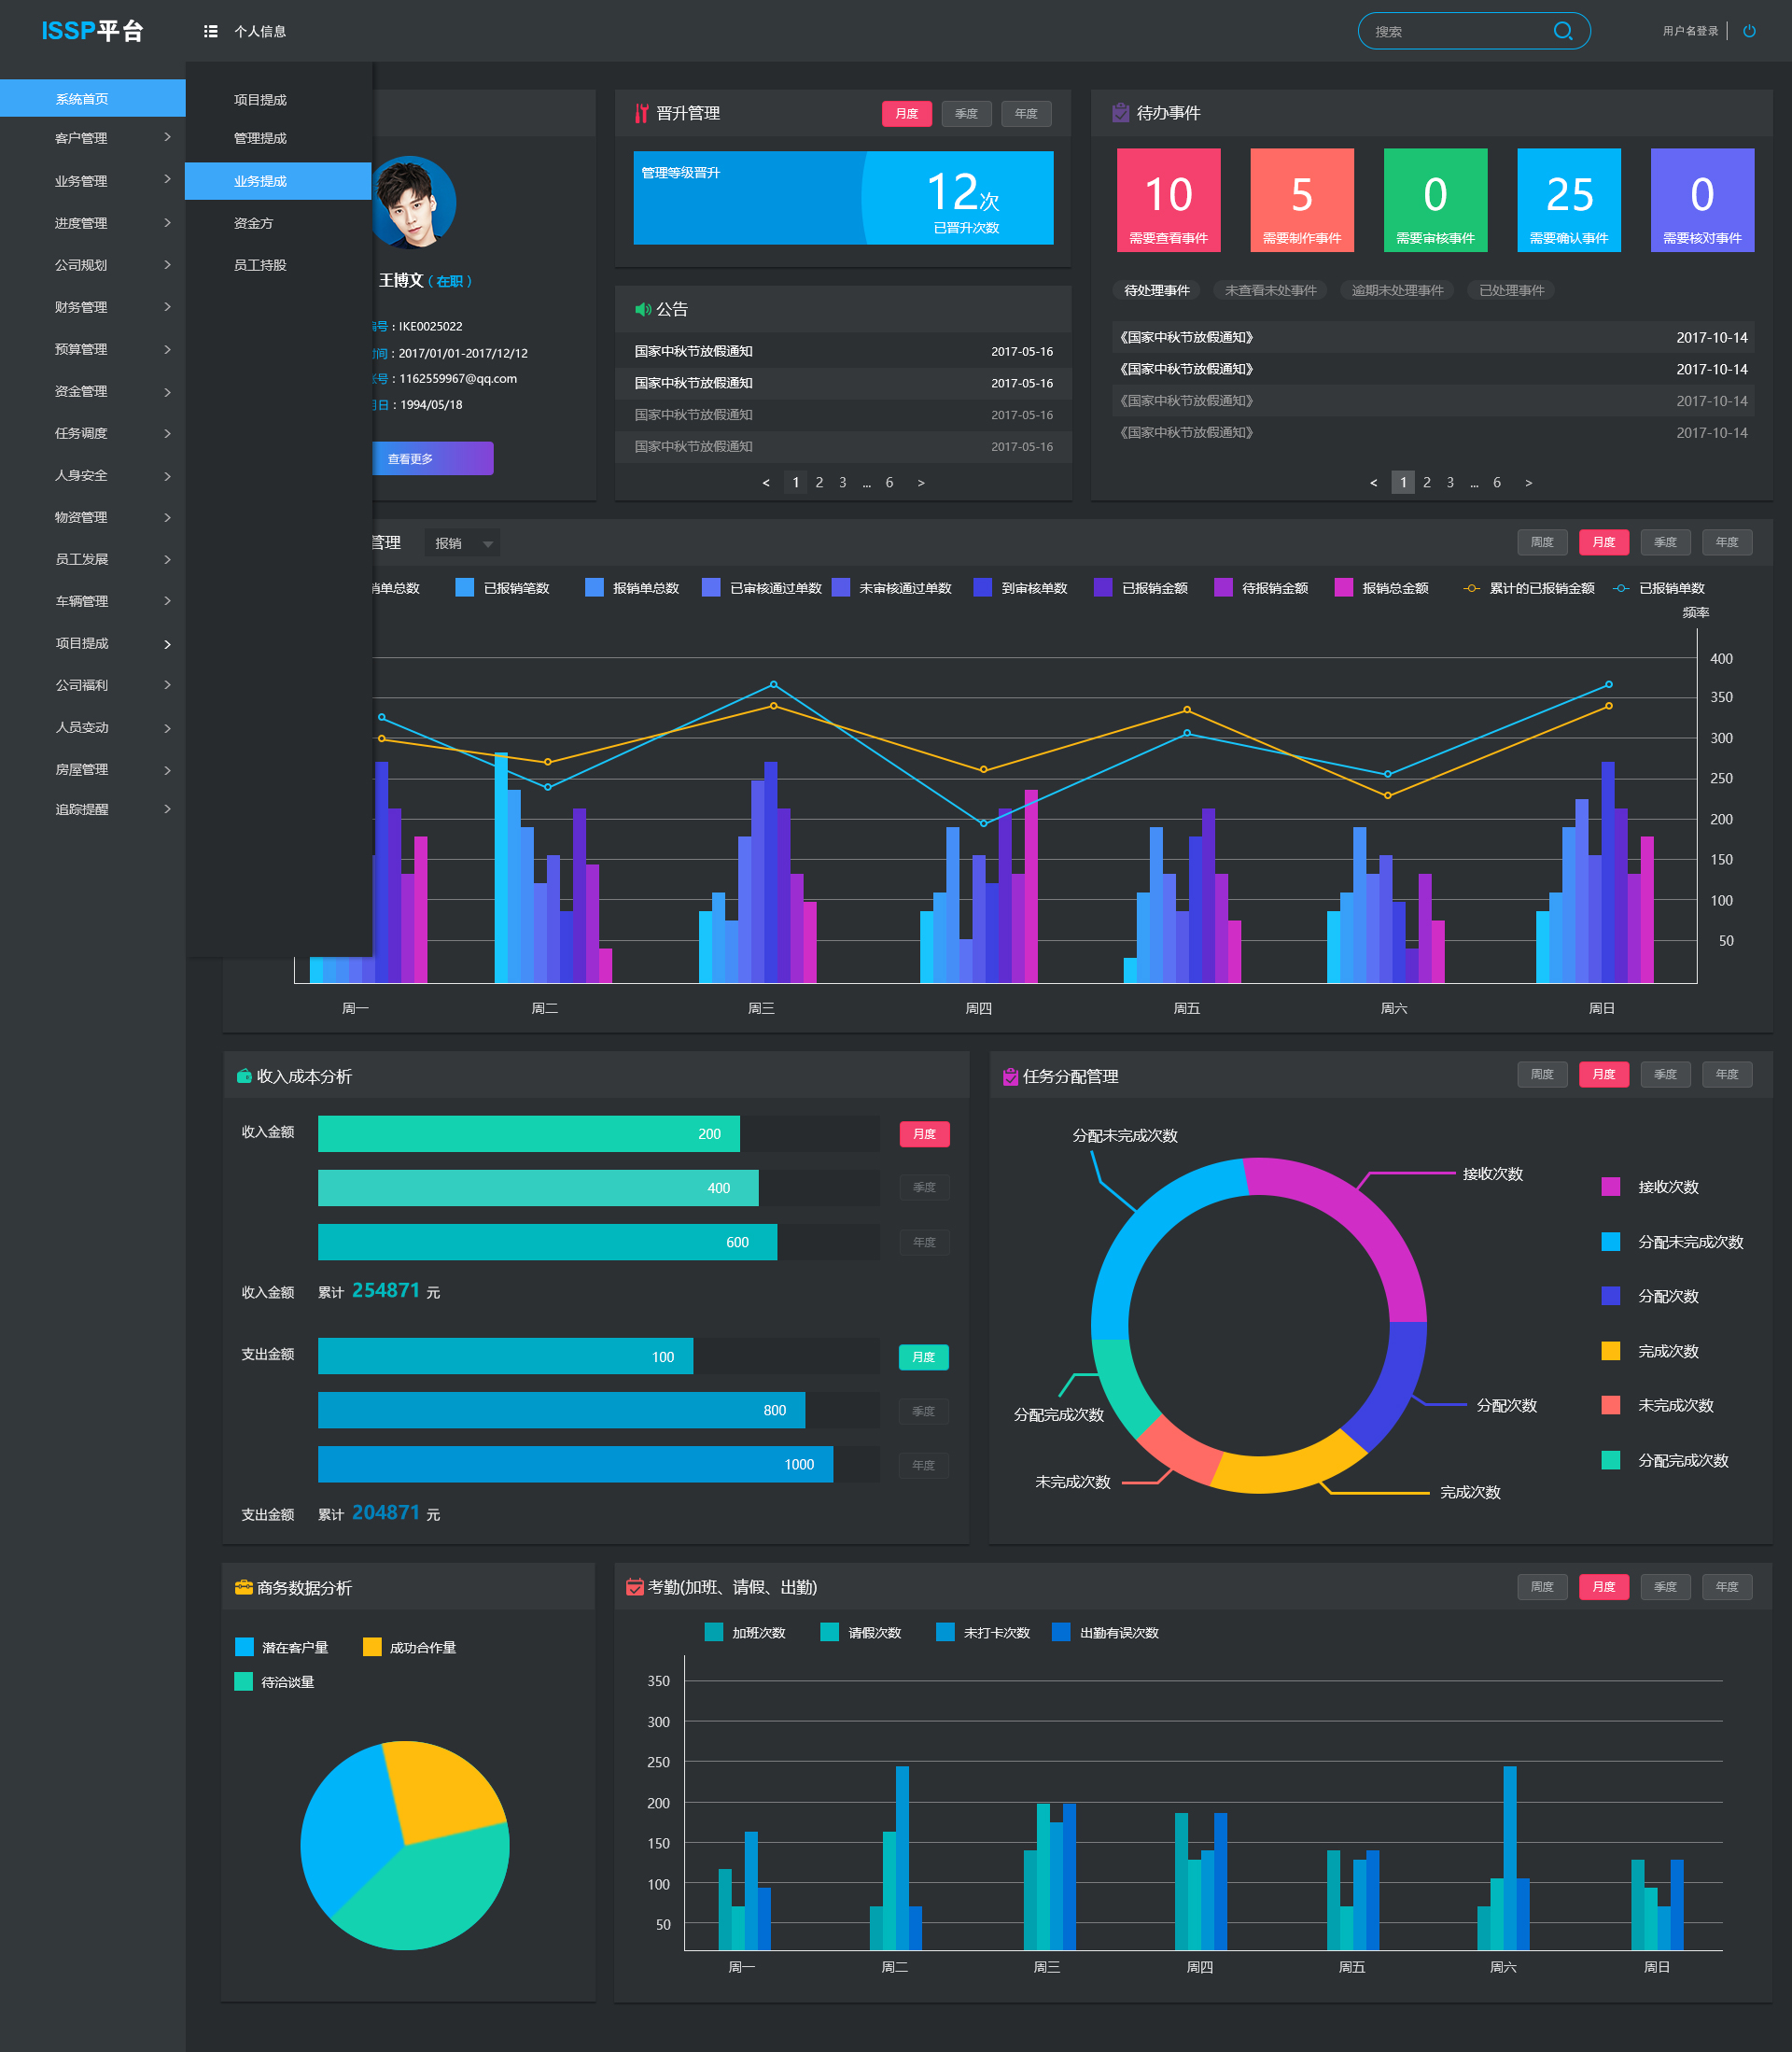 ISSP平台
个人信息
搜索
用户名登录
系统首页
客户管理
业务管理
进度管理
公司规划
财务管理
预算管理
资金管理
任务调度
人身安全
物资管理
员工发展
车辆管理
项目提成
公司福利
人员变动
房屋管理
追踪提醒
项目提成
管理提成
业务提成
资金方
员工持股
王博文(在职)
编号:IKE0025022
时间:2017/01/01-2017/12/12
账号:1162559967@qq.com
月日:1994/05/18
查看更多
晋升管理
月度 季度 年度
管理等级晋升
12次
已晋升次数
公告
国家中秋节放假通知 2017-05-16
国家中秋节放假通知 2017-05-16
国家中秋节放假通知 2017-05-16
国家中秋节放假通知 2017-05-16
< 1 2 3 ... 6 >
待办事件
10 5 0 25 0
需要查看事件 需要制作事件 需要审核事件 需要确认事件 需要核对事件
待处理事件 未查看未处事件 逾期未处理事件 已处理事件
《国家中秋节放假通知》 2017-10-14
《国家中秋节放假通知》 2017-10-14
《国家中秋节放假通知》 2017-10-14
《国家中秋节放假通知》 2017-10-14
< 1 2 3 ... 6 >
管理 报销 周度 月度 季度 年度
销单总数 已报销笔数 报销单总数 已审核通过单数 未审核通过单数 到审核单数 已报销金额 待报销金额 报销总金额 累计的已报销金额 已报销单数
频率
400
350
300
250
200
150
100
50
周一 周二 周三 周四 周五 周六 周日
收入成本分析
收入金额 200 月度
400 季度
600 年度
收入金额 累计 254871 元
支出金额 100 月度
800 季度
1000 年度
支出金额 累计 204871 元
任务分配管理 周度 月度 季度 年度
分配未完成次数
接收次数
分配次数
完成次数
未完成次数
分配完成次数
接收次数
分配未完成次数
分配次数
完成次数
未完成次数
分配完成次数
商务数据分析
潜在客户量 成功合作量
待洽谈量
考勤(加班、请假、出勤) 周度 月度 季度 年度
加班次数 请假次数 未打卡次数 出勤有误次数
350
300
250
200
150
100
50
周一 周二 周三 周四 周五 周六 周日